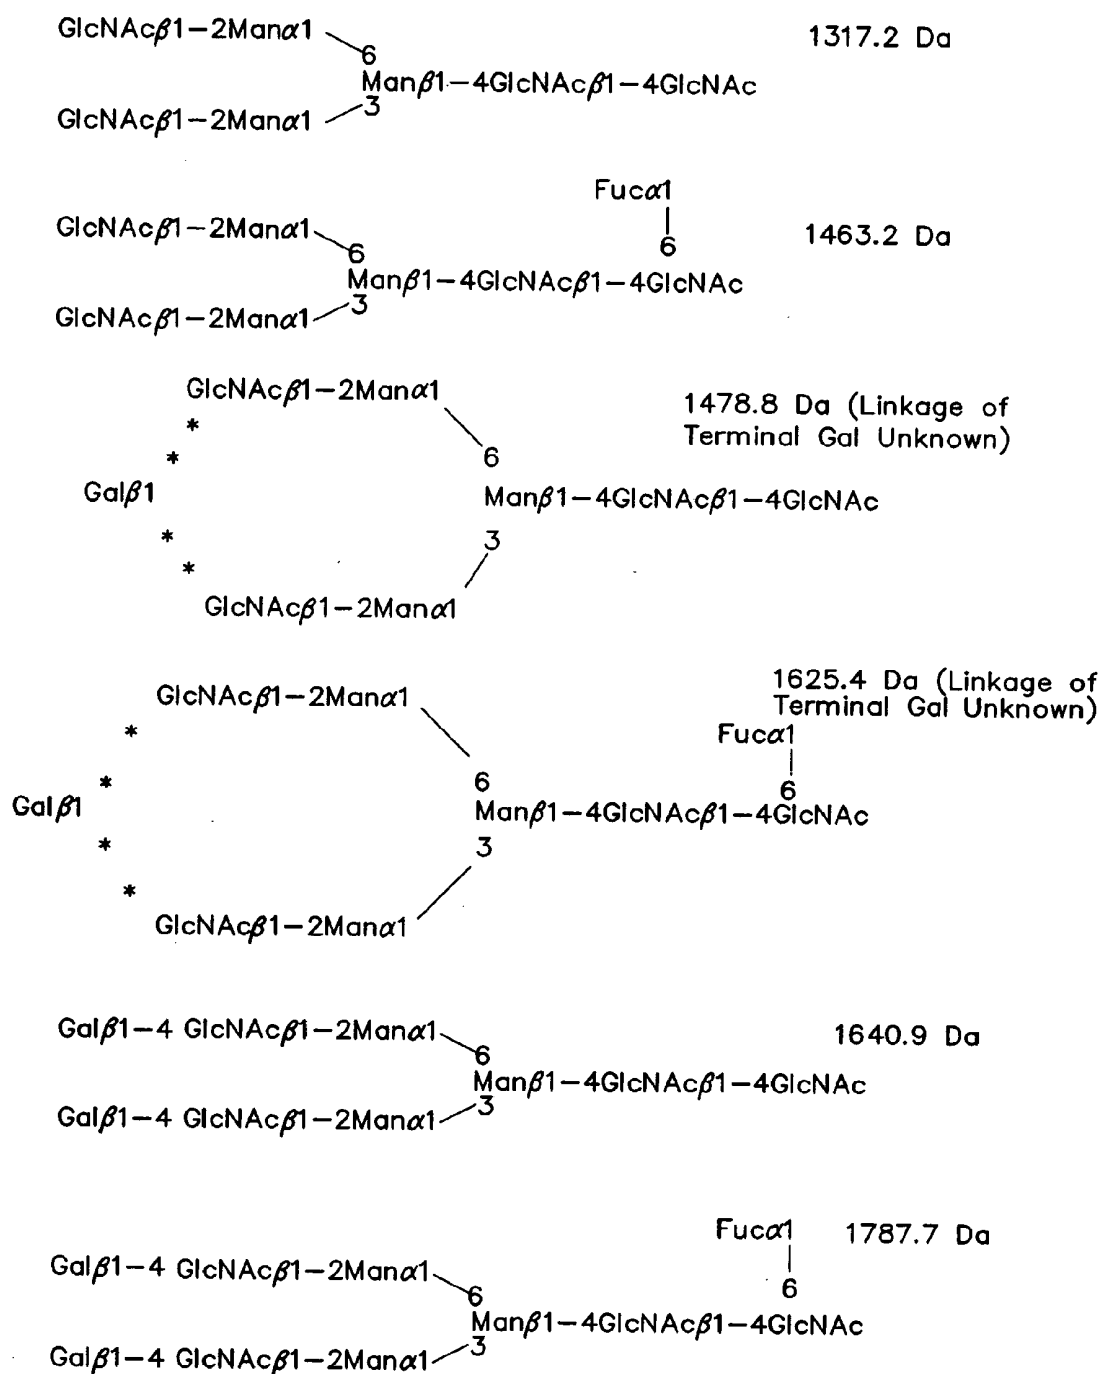 GlcNAcβ1-2Manα1
1317.2 Da
6
Manβ1-4GlcNAcβ1-4GlcNAc
3
GlcNAcβ1-2Manα1
Fucα1
GlcNAcβ1-2Manα1
6
1463.2 Da
6
Manβ1-4GlcNAcβ1-4GlcNAc
3
GlcNAcβ1-2Manα1
GlcNAcβ1-2Manα1
1478.8 Da (Linkage of
Terminal Gal Unknown)
*
6
*
Galβ1
Manβ1-4GlcNAcβ1-4GlcNAc
*
3
*
GlcNAcβ1-2Manα1
1625.4 Da (Linkage of
Terminal Gal Unknown)
GlcNAcβ1-2Manα1
Fucα1
*
6
6
*
Galβ1
Manβ1-4GlcNAcβ1-4GlcNAc
*
3
*
GlcNAcβ1-2Manα1
Galβ1-4 GlcNAcβ1-2Manα1
1640.9 Da
6
Manβ1-4GlcNAcβ1-4GlcNAc
3
Galβ1-4 GlcNAcβ1-2Manα1
Fucα1
1787.7 Da
Galβ1-4 GlcNAcβ1-2Manα1
6
6
Manβ1-4GlcNAcβ1-4GlcNAc
3
Galβ1-4 GlcNAcβ1-2Manα1